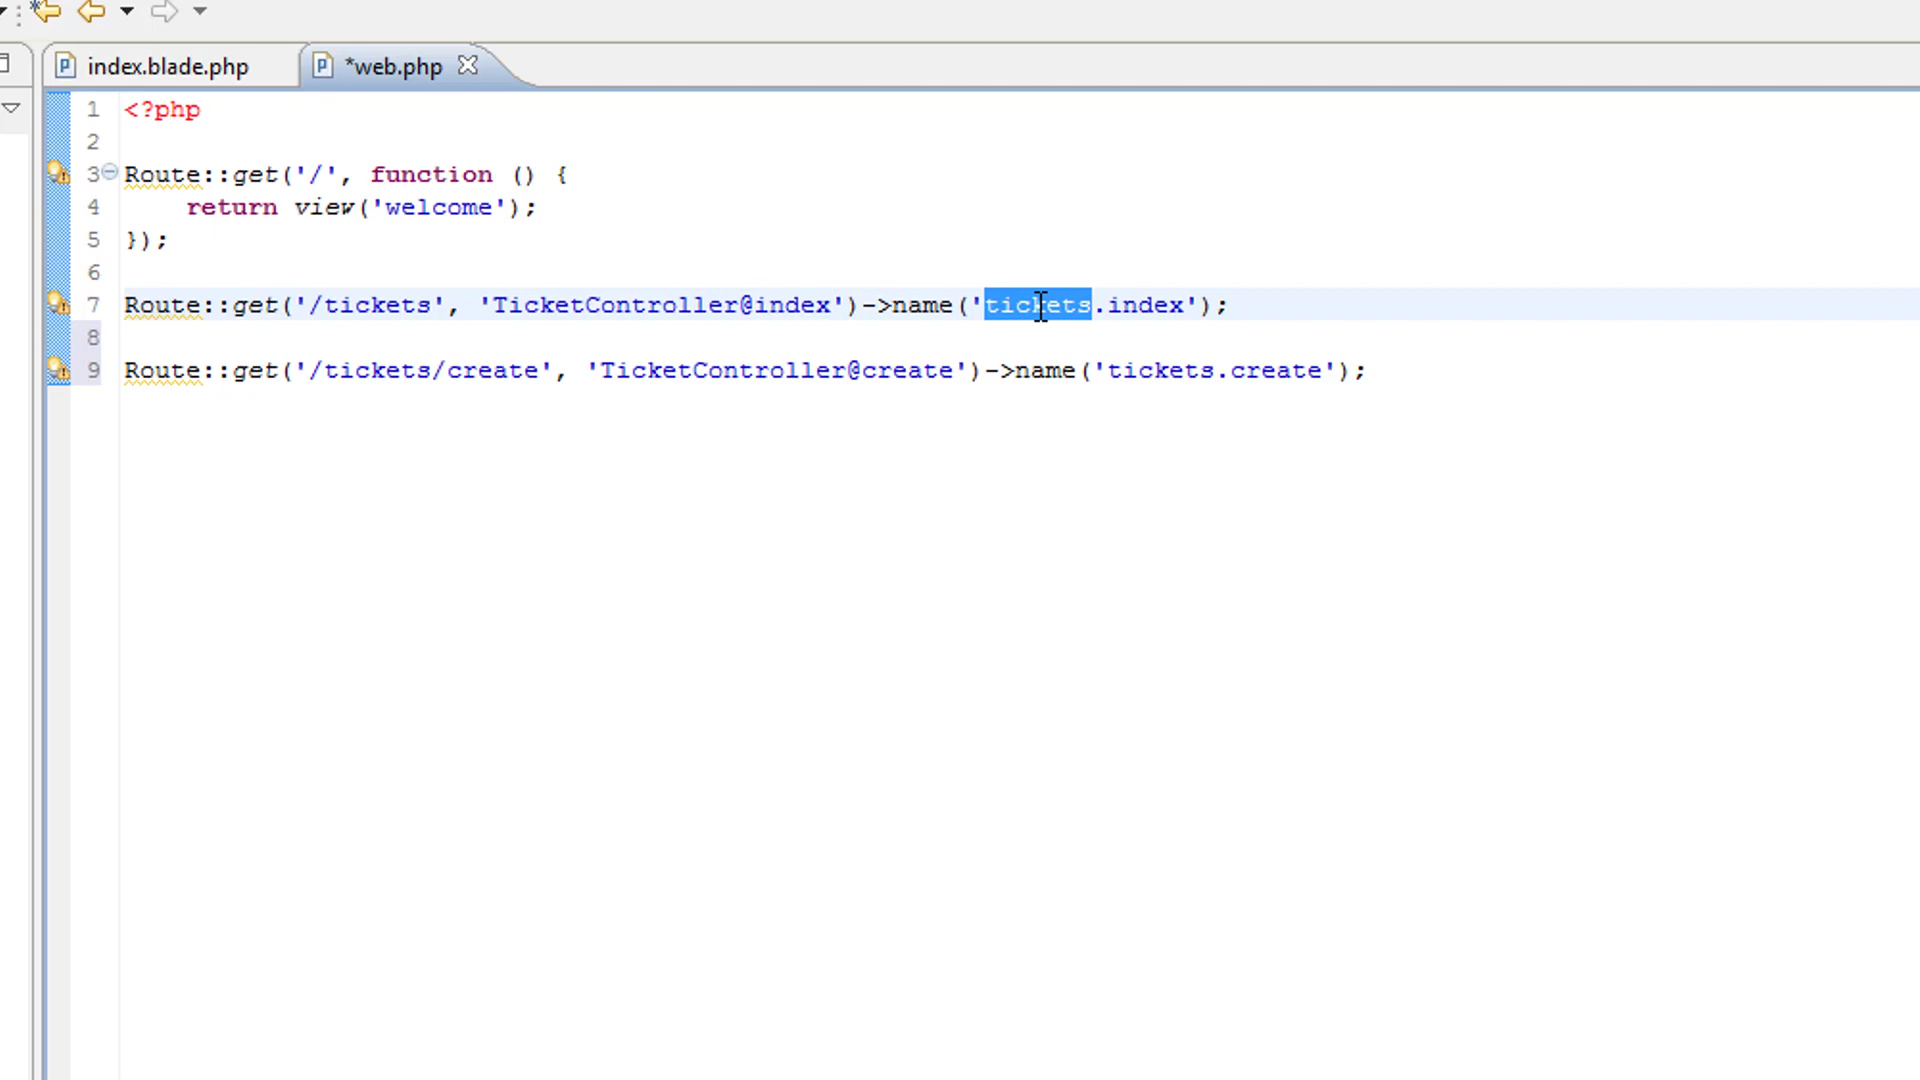 index.blade.php
*web.php
1 <?php
2
3 Route::get('/', function () {
4 return view('welcome');
5 });
6
7 Route::get('/tickets', 'TicketController@index')->name('tickets.index');
8
9 Route::get('/tickets/create', 'TicketController@create')->name('tickets.create');